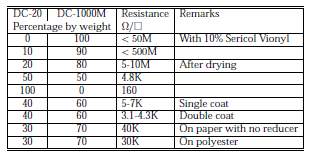 DC-20 DC-1000M Resistance Remarks
Percentage by weight Ω/□
0 100 < 50M With 10% Sericol Vionyl
10 90 < 500M
20 80 5-10M After drying
50 50 4.8K
100 0 160
40 60 5-7K Single coat
40 60 3.1-4.3K Double coat
30 70 40K On paper with no reducer
30 70 30K On polyester